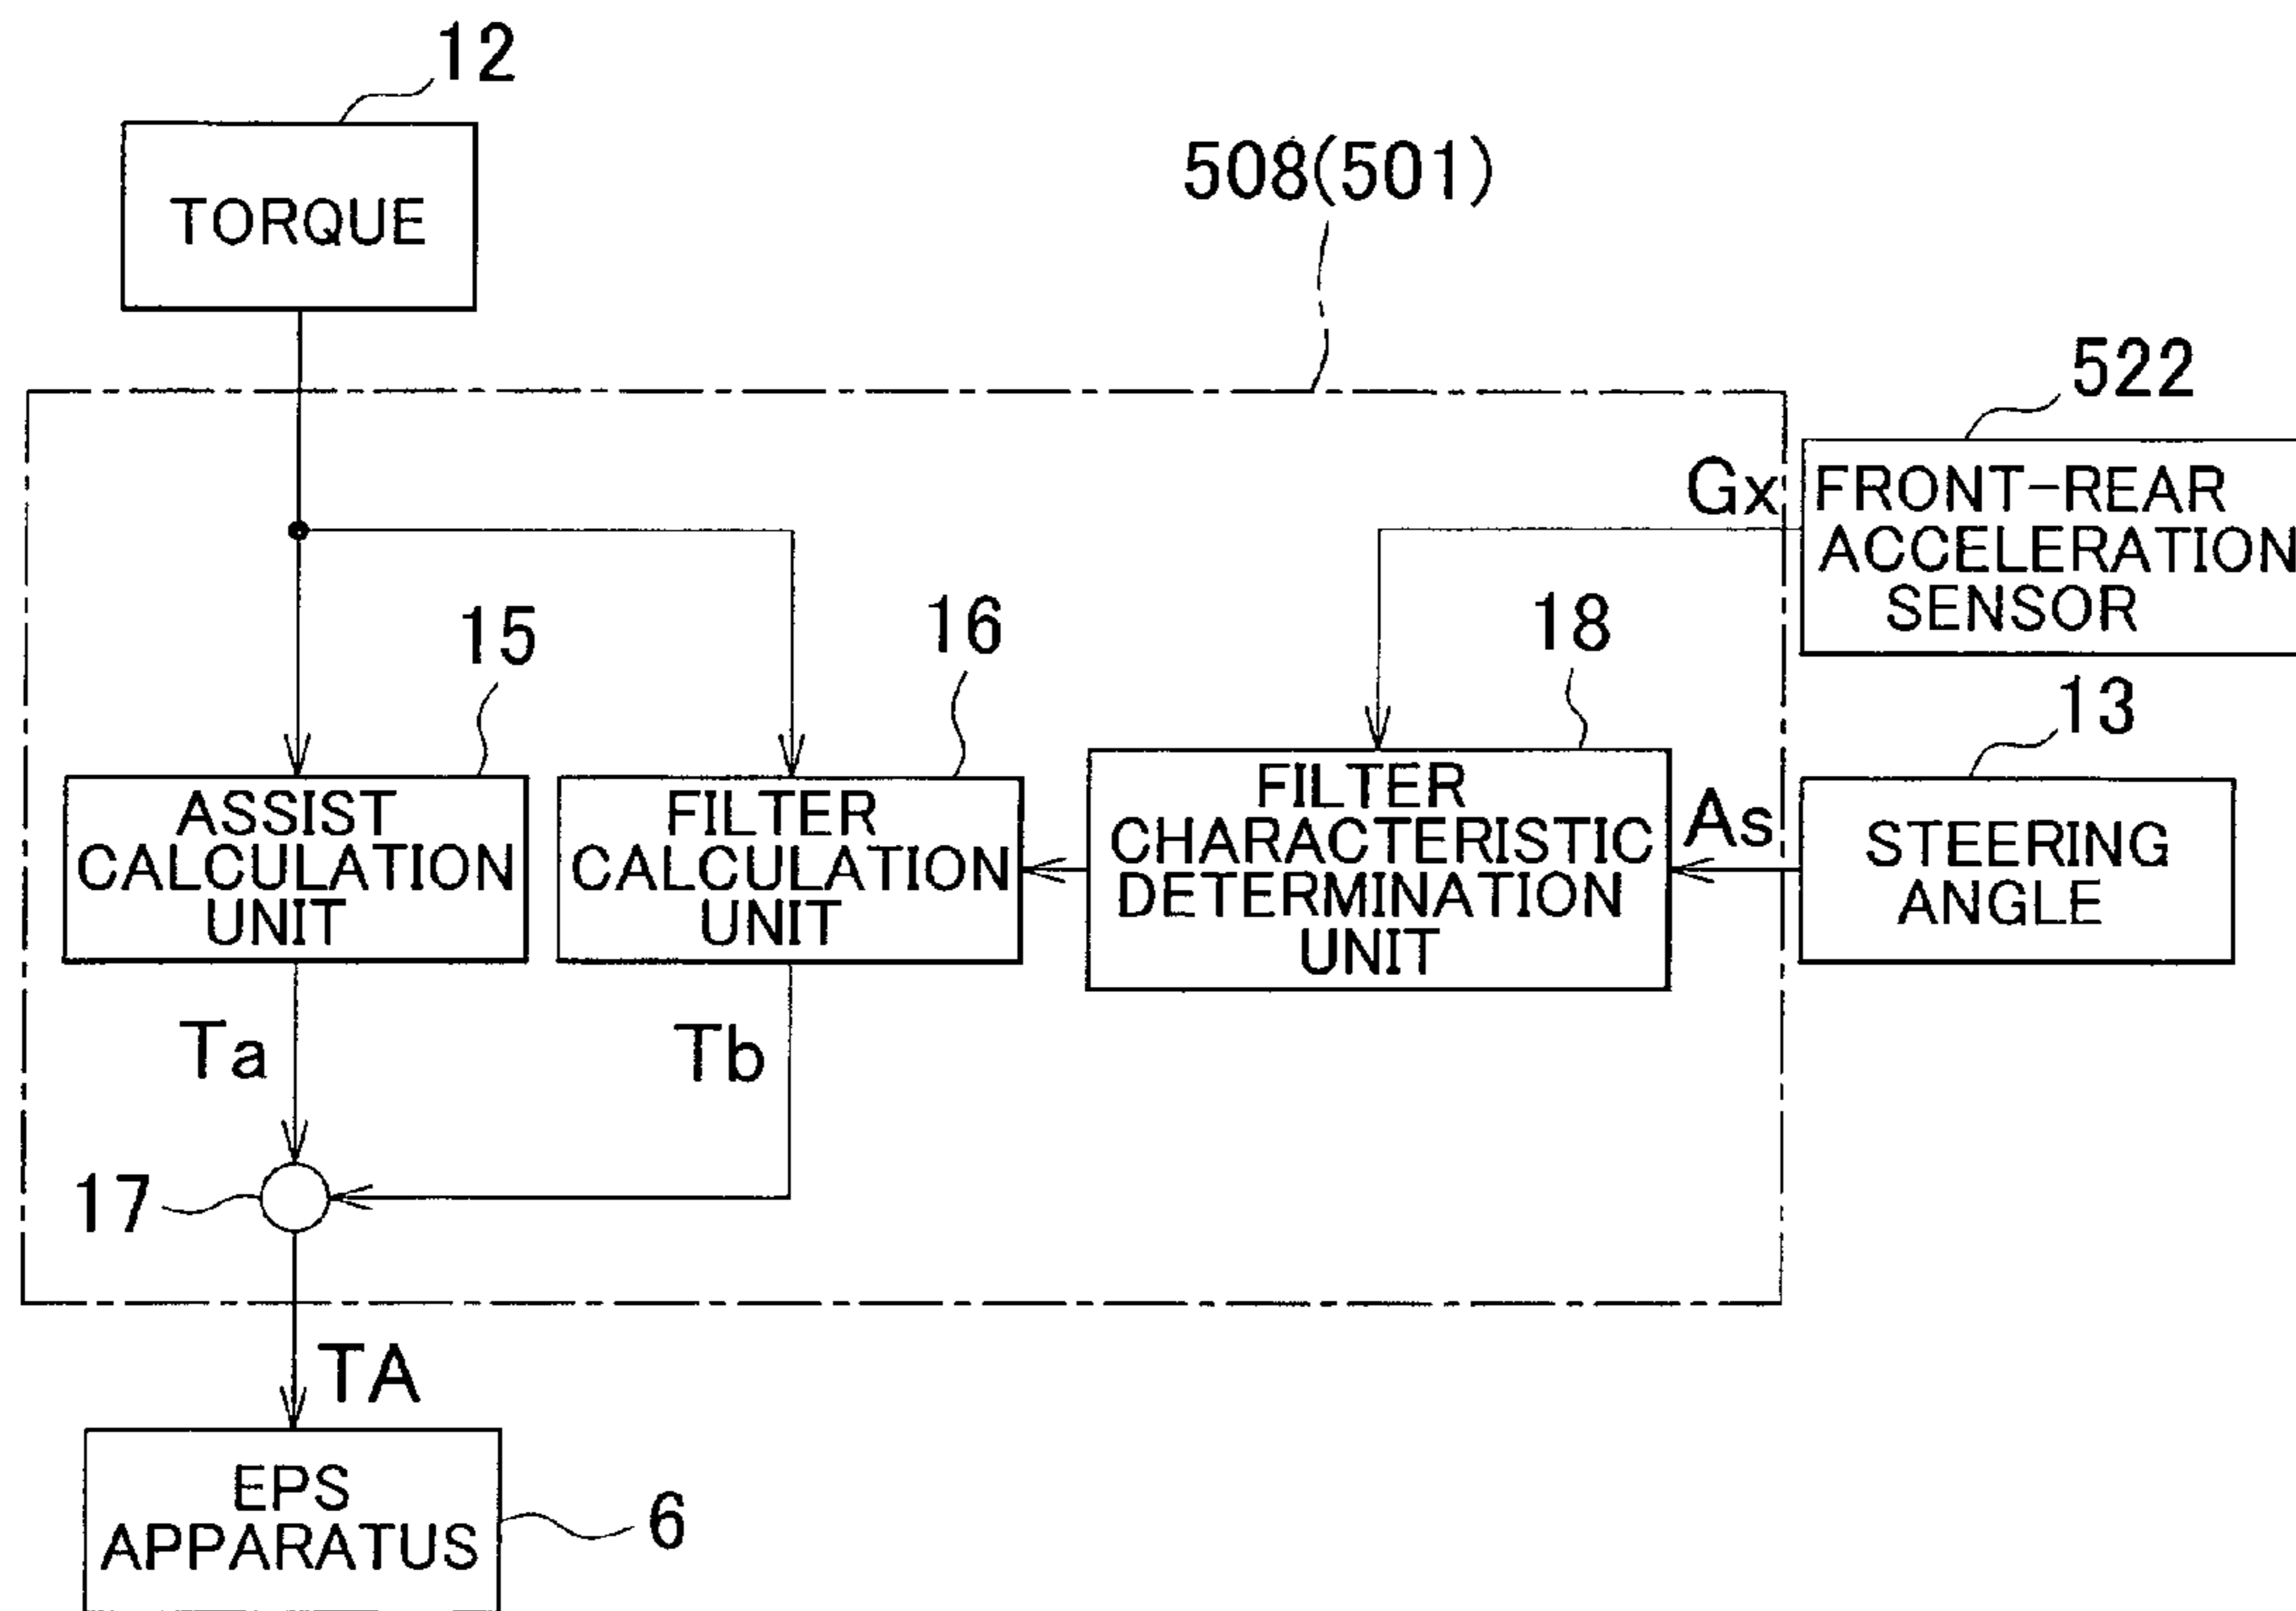 12
TORQUE
508(501)
522
Gx
FRONT-REAR
ACCELERATION
SENSOR
15
16
18
13
ASSIST
CALCULATION
UNIT
FILTER
CALCULATION
UNIT
FILTER
CHARACTERISTIC
DETERMINATION
UNIT
As
STEERING
ANGLE
Ta
Tb
17
TA
EPS
APPARATUS
6